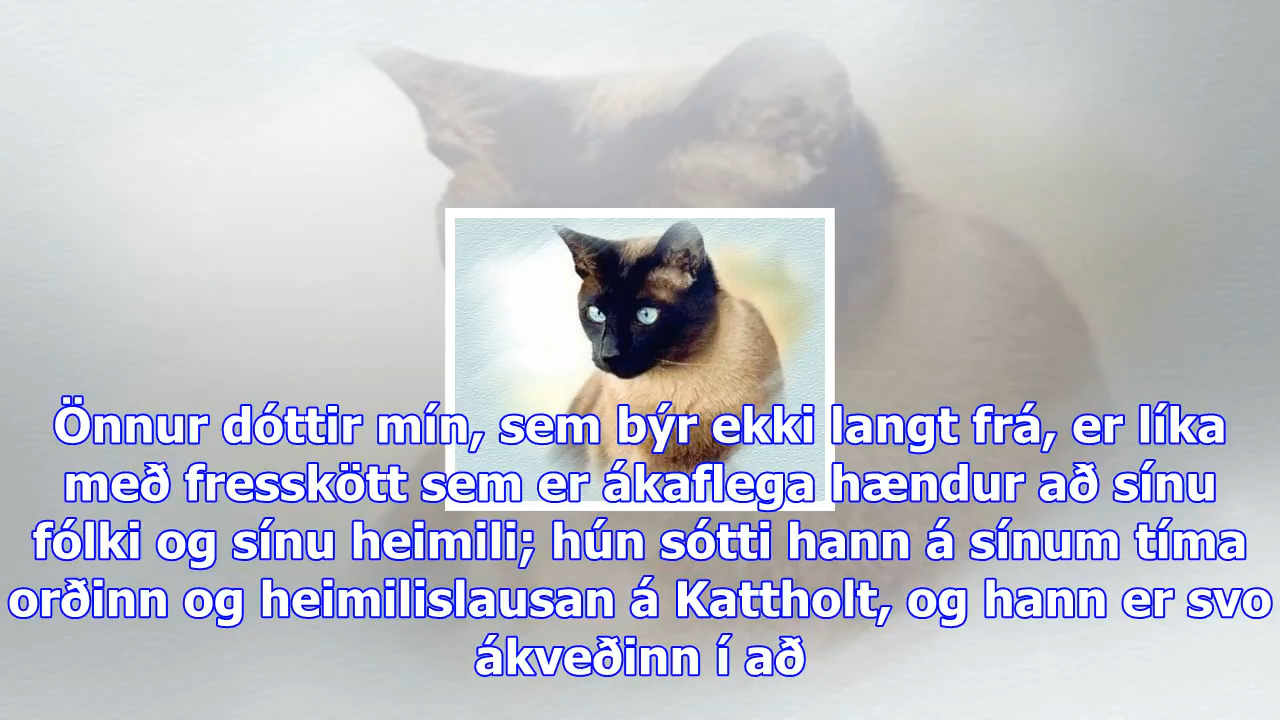 Önnur dóttir mín, sem býr ekki langt frá, er líka
með fresskött sem er ákaflega hændur að sínu
fólki og sínu heimili; hún sótti hann á sínum tíma
orðinn og heimilislausan á Kattholt, og hann er svo
ákveðinn í að